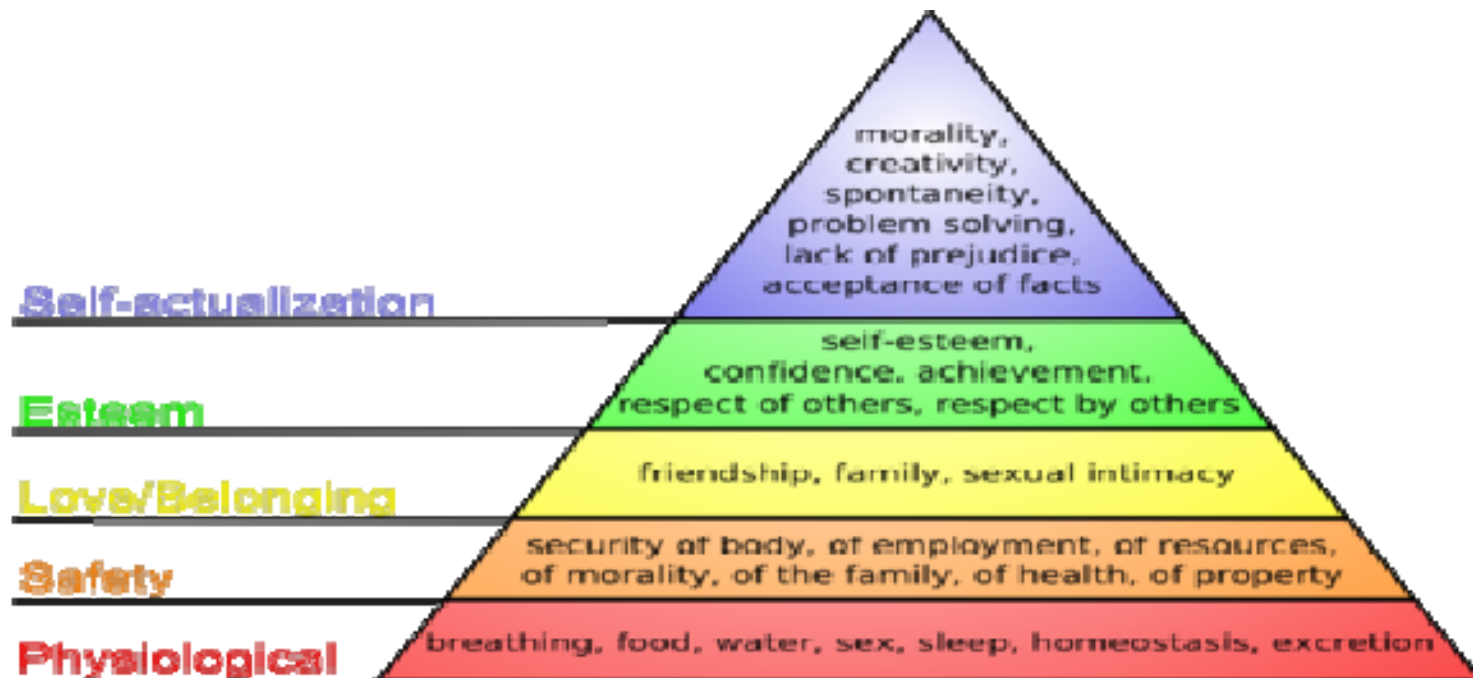 morality,
creativity,
spontaneity,
problem solving,
lack of prejudice,
acceptance of facts
Self-actualization
self-esteem,
confidence, achievement,
respect of others, respect by others
Esteem
friendship, family, sexual intimacy
Love/Belonging
security of body, of employment, of resources,
of morality, of the family, of health, of property
Safety
breathing, food, water, sex, sleep, homeostasis, excretion
Physiological